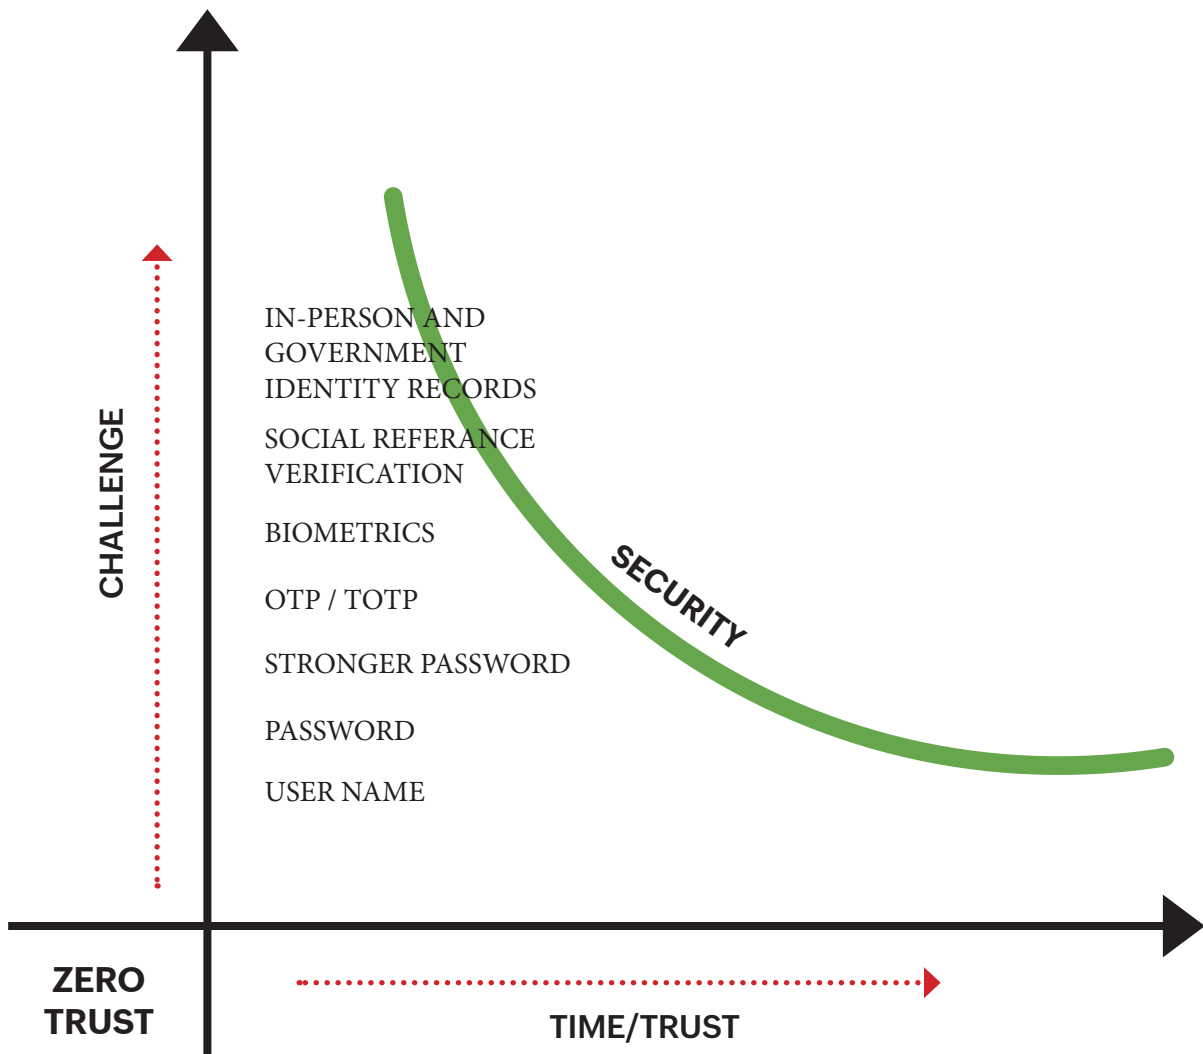 IN-PERSON AND
GOVERNMENT
IDENTITY RECORDS
SOCIAL REFERANCE
VERIFICATION
BIOMETRICS
OTP / TOTP
STRONGER PASSWORD
PASSWORD
USER NAME
CHALLENGE
SECURITY
ZERO
TRUST
TIME/TRUST